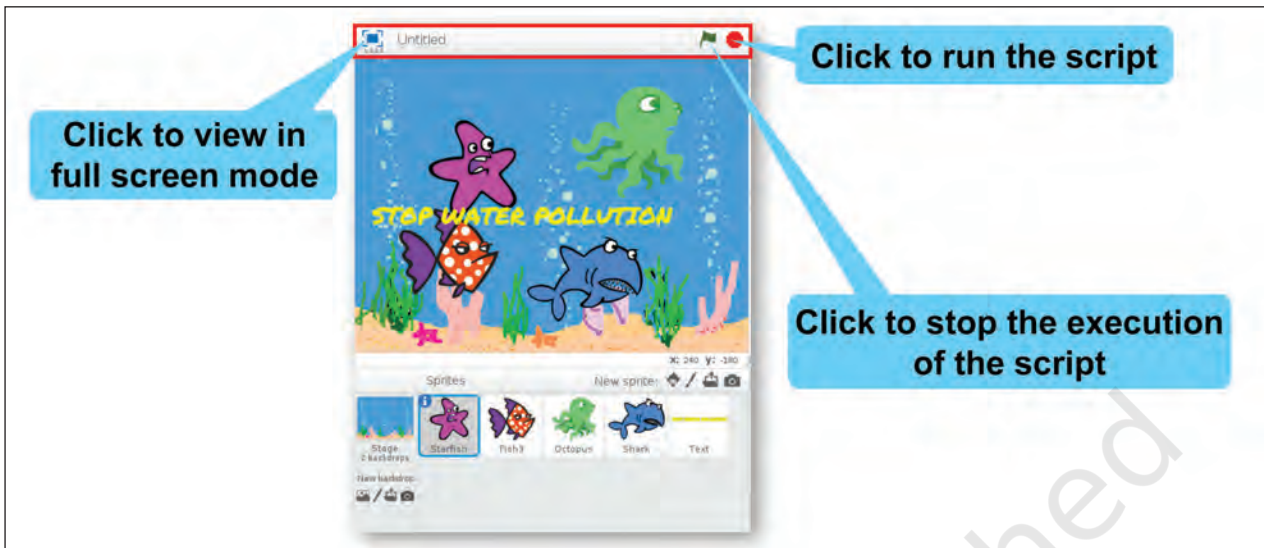 Untitled
Click to run the script
Click to view in
full screen mode
STOP WATER POLLUTION
Click to stop the execution
of the script
X: 240 y: -180
Sprites
New sprite:
Stage
2 backdrops
Starfish
Fish3
Octopus
Shark
Text
New backdrop
hed